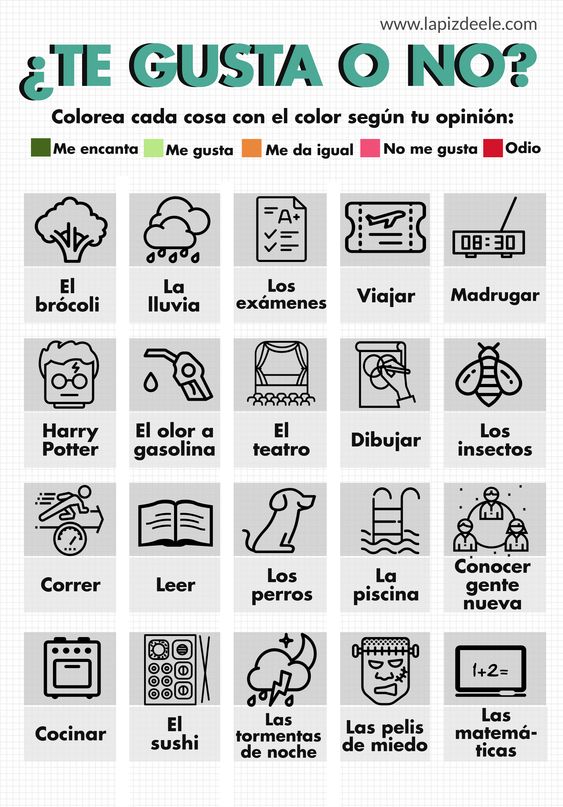 www.lapizdeele.com
¿TE GUSTA O NO?
Colorea cada cosa con el color según tu opinión:
Me encanta Me gusta Me da igual No me gusta Odio
A+
08:30
El
brócoli
La
lluvia
Los
exámenes
Viajar
Madrugar
Harry
Potter
El olor a
gasolina
El
teatro
Dibujar
Los
insectos
Correr
Leer
Los
perros
La
piscina
Conocer
gente
nueva
1+2=
Cocinar
El
sushi
Las
tormentas
de noche
Las pelis
de miedo
Las
matemá-
ticas